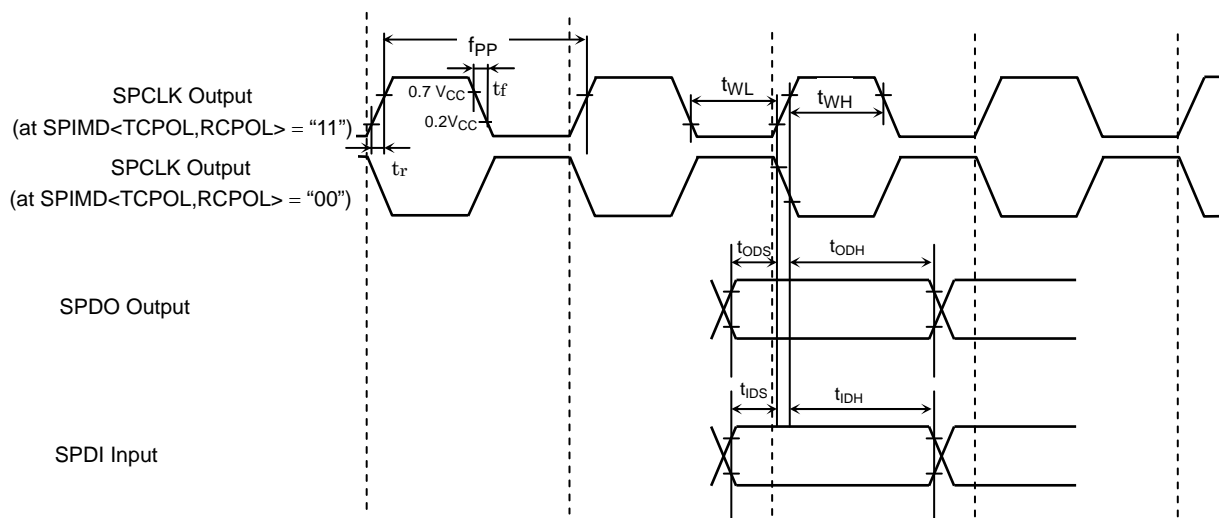 fPP
tWL
SPCLK Output
0.7 VCC
tf
tWH
(at SPIMD<TCPOL,RCPOL> = “11”)
0.2VCC
tr
SPCLK Output
(at SPIMD<TCPOL,RCPOL> = “00”)
tODS
tODH
SPDO Output
tIDS
tIDH
SPDI Input